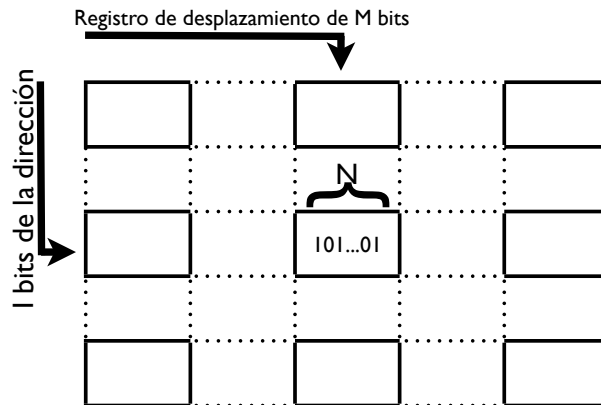 Registro de desplazamiento de M bits
I bits de la dirección
N
101...01